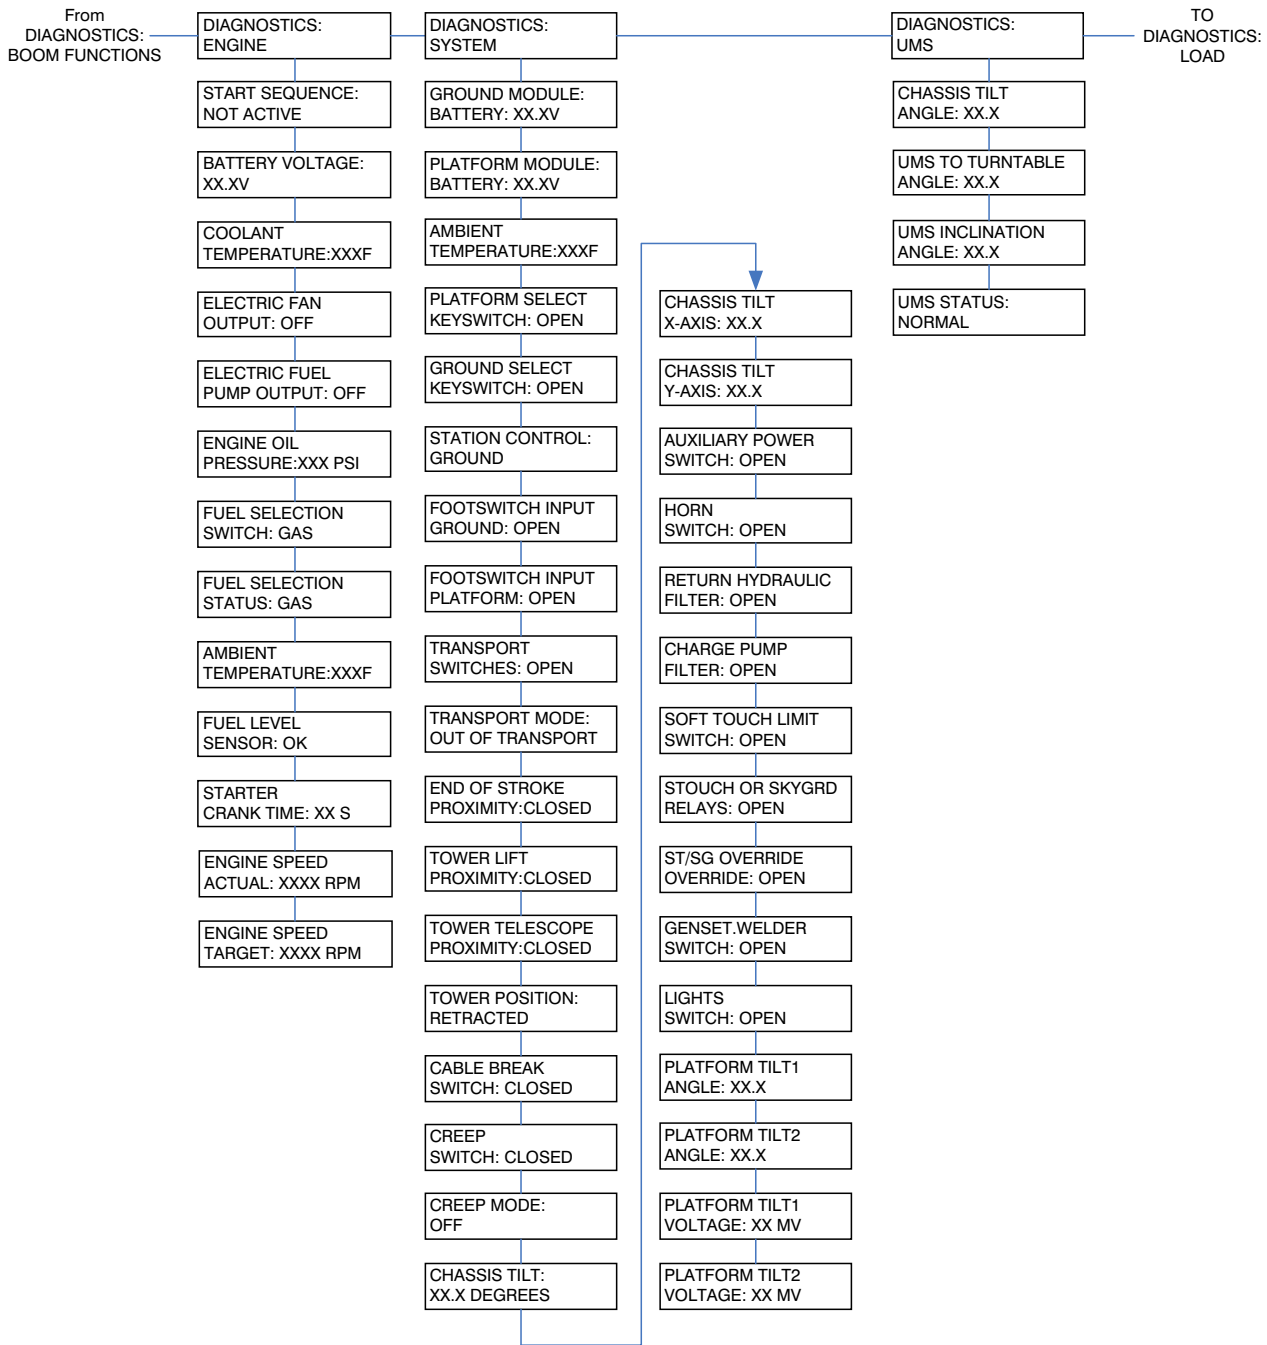 From
DIAGNOSTICS:
BOOM FUNCTIONS
DIAGNOSTICS:
ENGINE
START SEQUENCE:
NOT ACTIVE
BATTERY VOLTAGE:
XX.XV
COOLANT
TEMPERATURE:XXXF
ELECTRIC FAN
OUTPUT: OFF
ELECTRIC FUEL
PUMP OUTPUT: OFF
ENGINE OIL
PRESSURE:XXX PSI
FUEL SELECTION
SWITCH: GAS
FUEL SELECTION
STATUS: GAS
AMBIENT
TEMPERATURE:XXXF
FUEL LEVEL
SENSOR: OK
STARTER
CRANK TIME: XX S
ENGINE SPEED
ACTUAL: XXXX RPM
ENGINE SPEED
TARGET: XXXX RPM
DIAGNOSTICS:
SYSTEM
GROUND MODULE:
BATTERY: XX.XV
PLATFORM MODULE:
BATTERY: XX.XV
AMBIENT
TEMPERATURE:XXXF
PLATFORM SELECT
KEYSWITCH: OPEN
GROUND SELECT
KEYSWITCH: OPEN
STATION CONTROL:
GROUND
FOOTSWITCH INPUT
GROUND: OPEN
FOOTSWITCH INPUT
PLATFORM: OPEN
TRANSPORT
SWITCHES: OPEN
TRANSPORT MODE:
OUT OF TRANSPORT
END OF STROKE
PROXIMITY:CLOSED
TOWER LIFT
PROXIMITY:CLOSED
TOWER TELESCOPE
PROXIMITY:CLOSED
TOWER POSITION:
RETRACTED
CABLE BREAK
SWITCH: CLOSED
CREEP
SWITCH: CLOSED
CREEP MODE:
OFF
CHASSIS TILT:
XX.X DEGREES
CHASSIS TILT
X-AXIS: XX.X
CHASSIS TILT
Y-AXIS: XX.X
AUXILIARY POWER
SWITCH: OPEN
HORN
SWITCH: OPEN
RETURN HYDRAULIC
FILTER: OPEN
CHARGE PUMP
FILTER: OPEN
SOFT TOUCH LIMIT
SWITCH: OPEN
STOUCH OR SKYGRD
RELAYS: OPEN
ST/SG OVERRIDE
OVERRIDE: OPEN
GENSET.WELDER
SWITCH: OPEN
LIGHTS
SWITCH: OPEN
PLATFORM TILT1
ANGLE: XX.X
PLATFORM TILT2
ANGLE: XX.X
PLATFORM TILT1
VOLTAGE: XX MV
PLATFORM TILT2
VOLTAGE: XX MV
DIAGNOSTICS:
UMS
CHASSIS TILT
ANGLE: XX.X
UMS TO TURNTABLE
ANGLE: XX.X
UMS INCLINATION
ANGLE: XX.X
UMS STATUS:
NORMAL
TO
DIAGNOSTICS:
LOAD